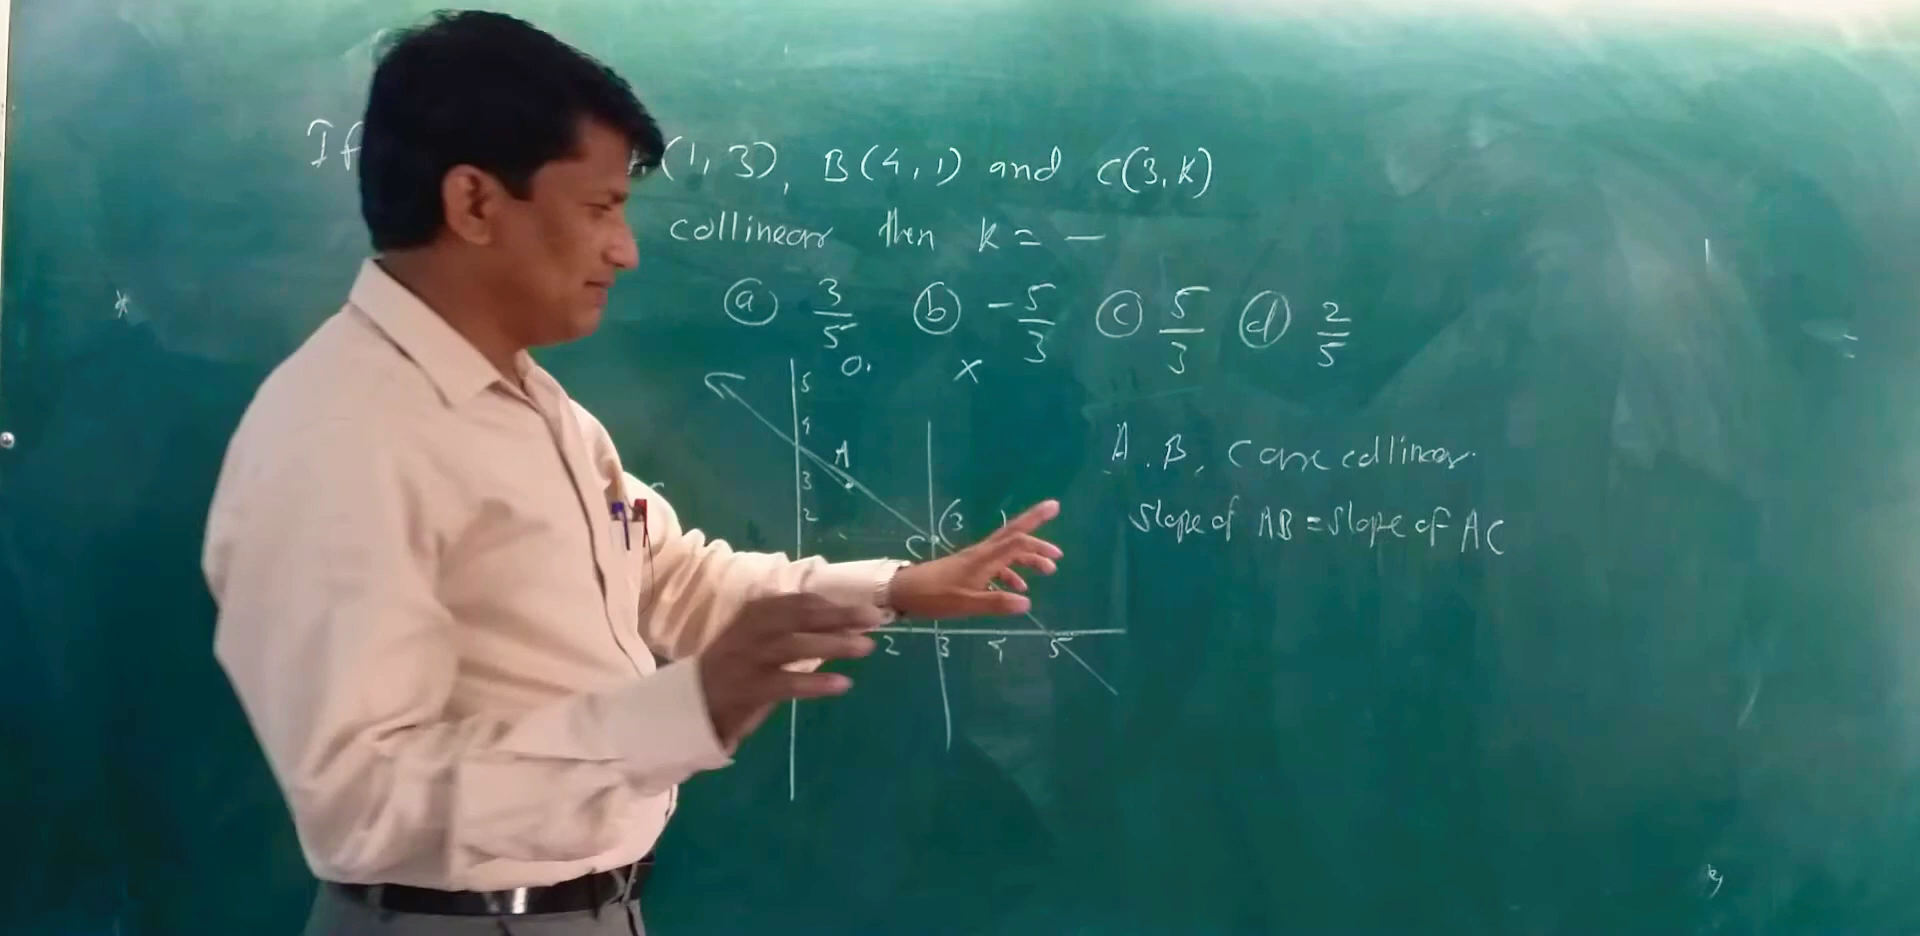 If (1, 3), B(4, 1) and C(3, k)
collinear then k = —
ⓐ 3/5 ⓑ -5/3 ⓒ 5/3 ⓓ 2/5
0. x
5
4
A
3
2
(3
C
2 3 4 5
A, B, C are collinear.
slope of AB = slope of AC